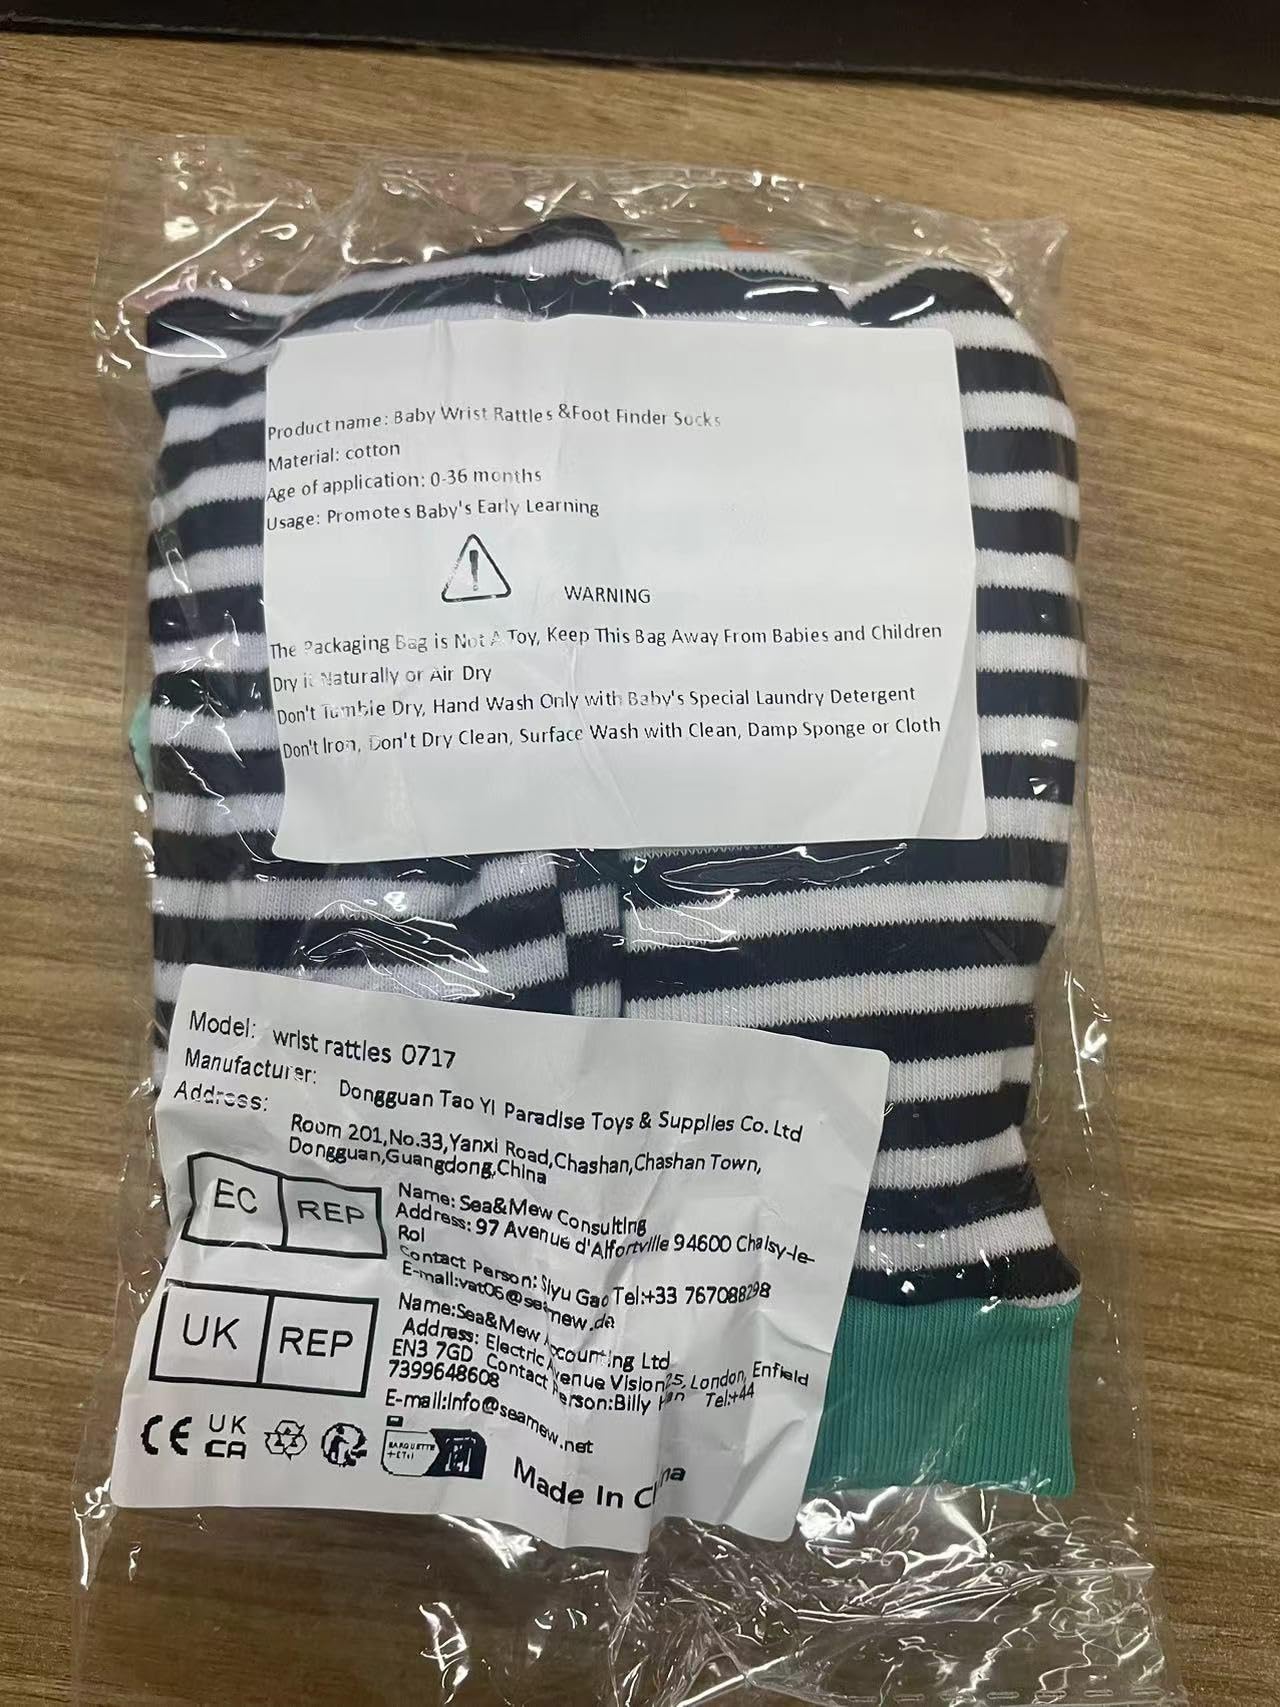 Product name: Baby Wrist Rattles &Foot Finder Socks
Material: cotton
Age of application: 0-36 months
Usage: Promotes Baby's Early Learning
WARNING
The Packaging Bag is Not A Toy, Keep This Bag Away From Babies and Children
Dry it Naturally or Air Dry
Don't Tumble Dry, Hand Wash Only with Baby's Special Laundry Detergent
Don't Iron, Don't Dry Clean, Surface Wash with Clean, Damp Sponge or Cloth
Model: wrist rattles 0717
Manufacturer: Dongguan Tao Yi Paradise Toys & Supplies Co. Ltd
Address: Room 201,No.33,Yanxi Road,Chashan,Chashan Town,
Dongguan,Guangdong,China
EC REP
Name: Sea&Mew Consulting
Address: 97 Avenue d'Alfortville 94600 Choisy-le-
Roi
Contact Person: Siyu Gao Tel:+33 767088298
E-mail:vat06@seamew.de
UK REP
Name:Sea&Mew Accounting Ltd
Address: Electric Avenue Vision25, London, Enfield
EN3 7GD Contact Person:Billy Tel:+44
7399648608
E-mail:Info@seamew.net
CE UK CA
Made In China